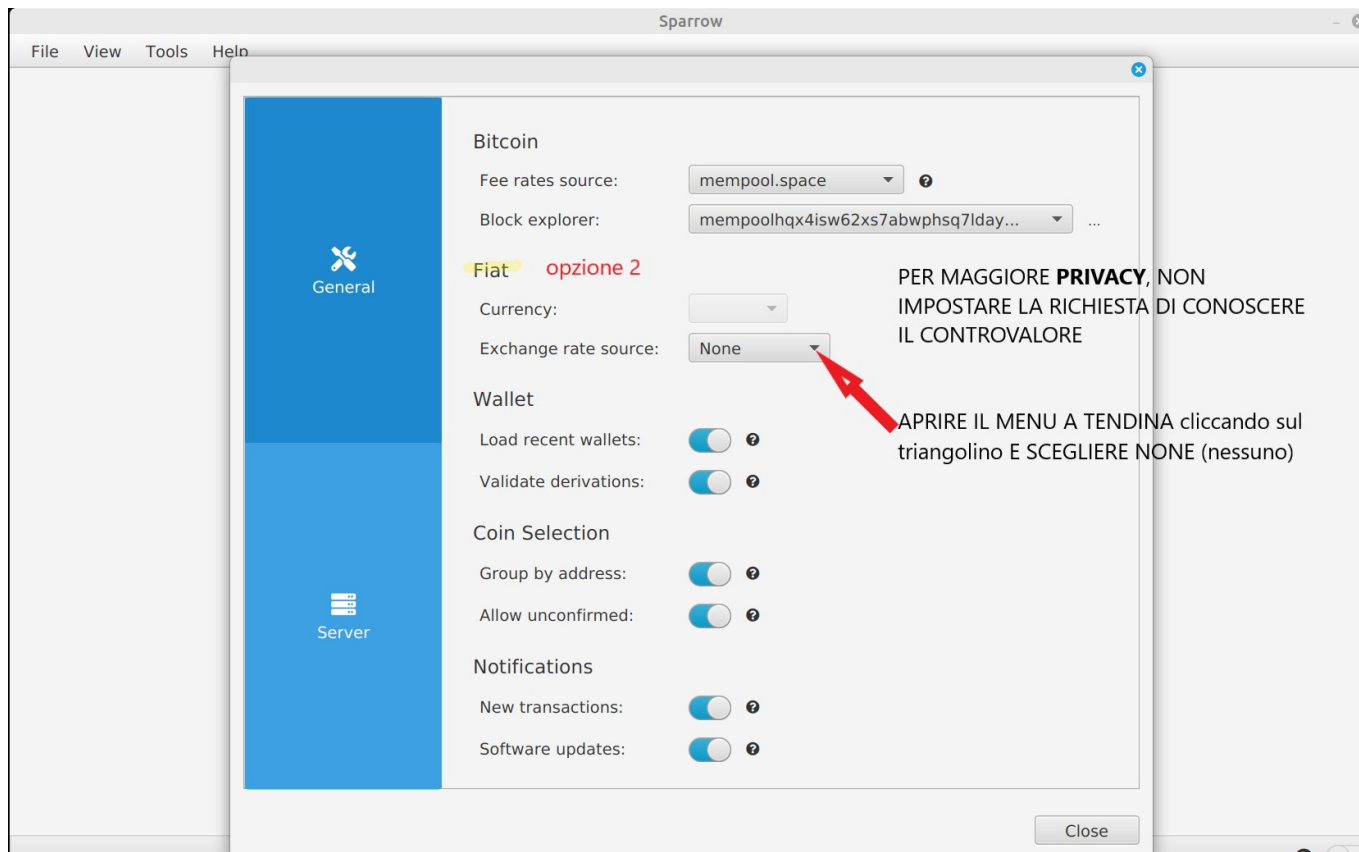 Sparrow
File View Tools Help
Bitcoin
Fee rates source: mempool.space
Block explorer: mempoolhqx4isw62xs7abwphsq7lday... ...
Fiat opzione 2
Currency:
Exchange rate source: None
PER MAGGIORE PRIVACY, NON
IMPOSTARE LA RICHIESTA DI CONOSCERE
IL CONTROVALORE
APRIRE IL MENU A TENDINA cliccando sul
triangolino E SCEGLIERE NONE (nessuno)
General
Wallet
Load recent wallets:
Validate derivations:
Coin Selection
Group by address:
Allow unconfirmed:
Server
Notifications
New transactions:
Software updates:
Close